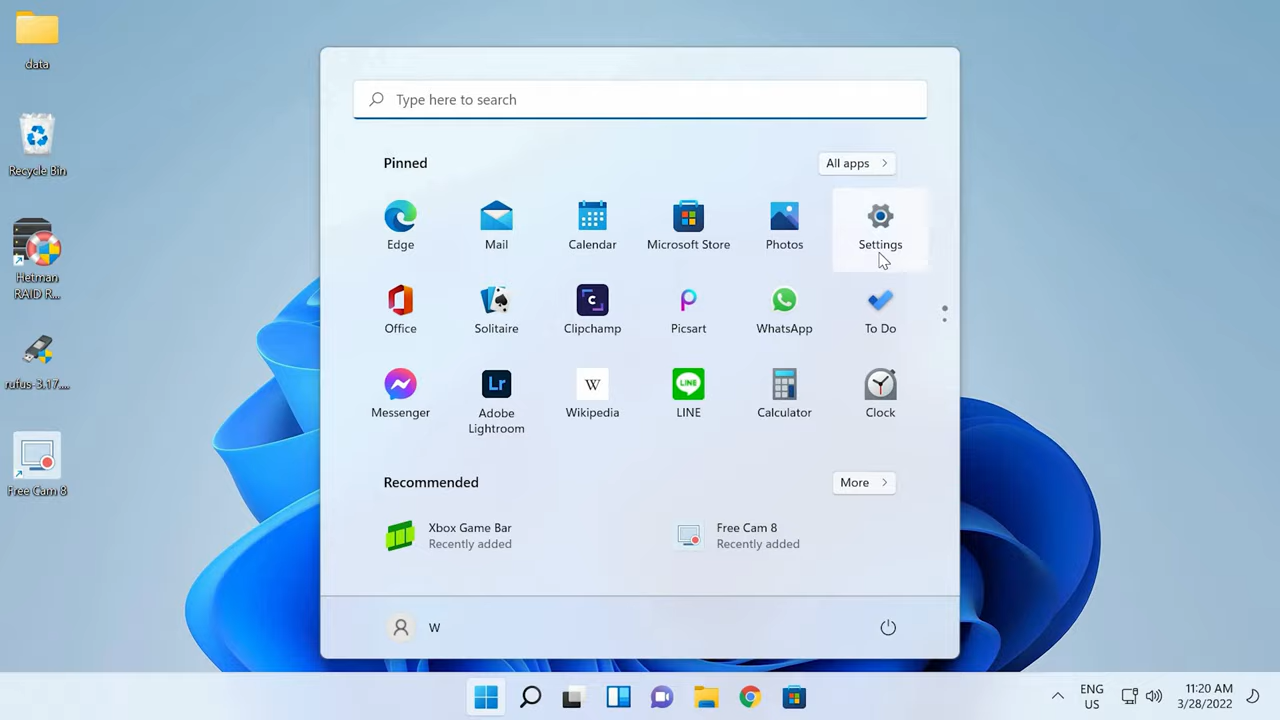 data
Recycle Bin
Hetman
RAID R...
rufus-3.17....
Free Cam 8
Type here to search
Pinned
All apps
Edge
Mail
Calendar
Microsoft Store
Photos
Settings
Office
Solitaire
Clipchamp
Picsart
WhatsApp
To Do
C
P
Messenger
Lr
Adobe
Lightroom
W
Wikipedia
LINE
LINE
Calculator
Clock
Recommended
More
Xbox Game Bar
Recently added
Free Cam 8
Recently added
W
ENG
US
11:20 AM
3/28/2022